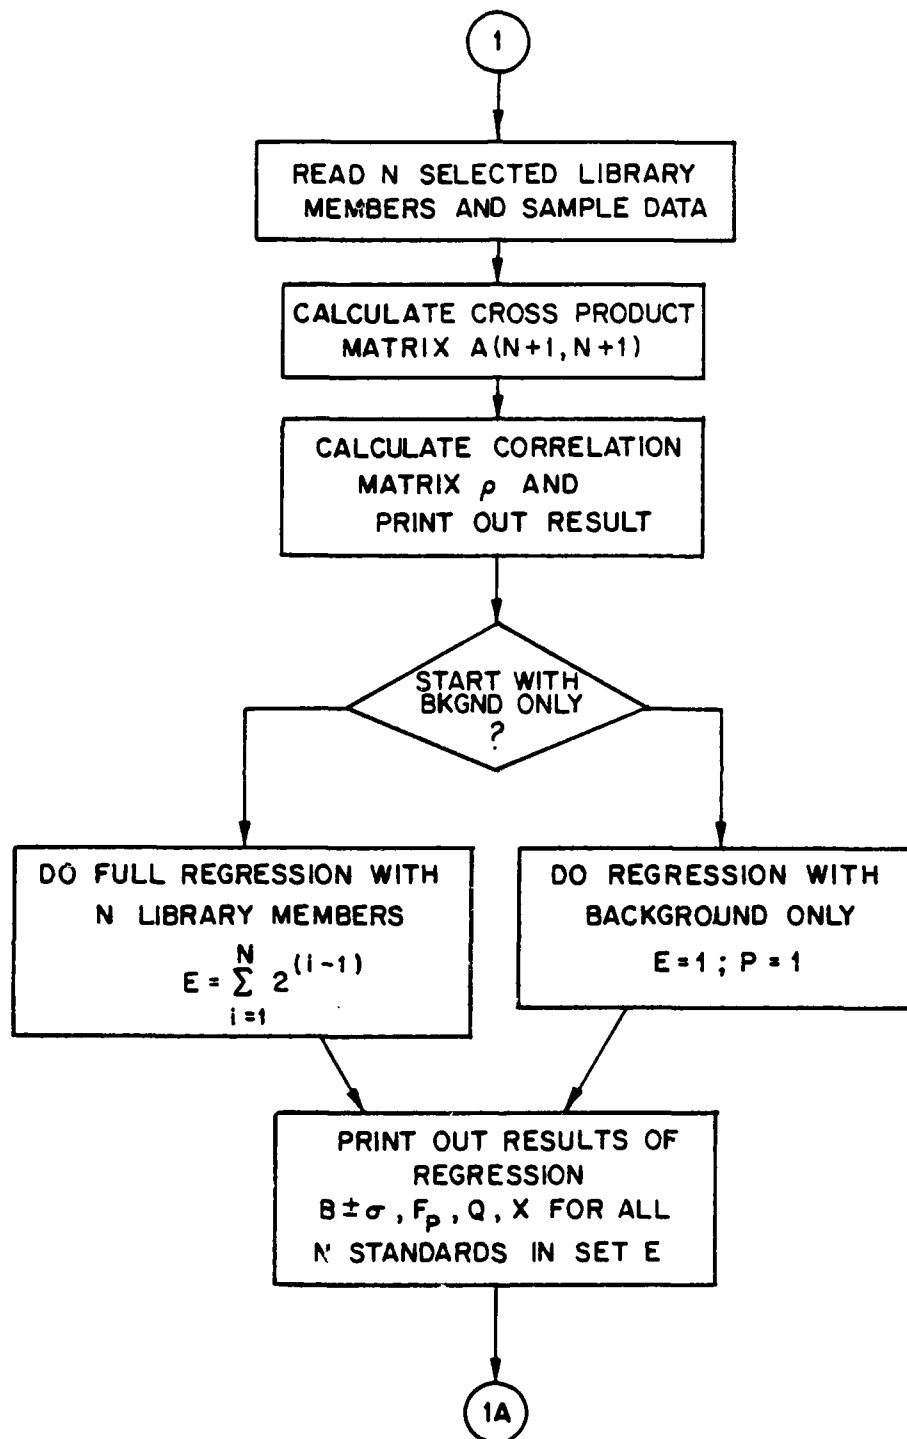 1
READ N SELECTED LIBRARY
MEMBERS AND SAMPLE DATA
CALCULATE CROSS PRODUCT
MATRIX A(N+1, N+1)
CALCULATE CORRELATION
MATRIX ρ AND
PRINT OUT RESULT
START WITH
BKGND ONLY
?
DO FULL REGRESSION WITH
N LIBRARY MEMBERS
N
E = Σ 2^(i-1)
i=1
DO REGRESSION WITH
BACKGROUND ONLY
E=1 ; P=1
PRINT OUT RESULTS OF
REGRESSION
B±σ, F_P, Q, X FOR ALL
N STANDARDS IN SET E
1A